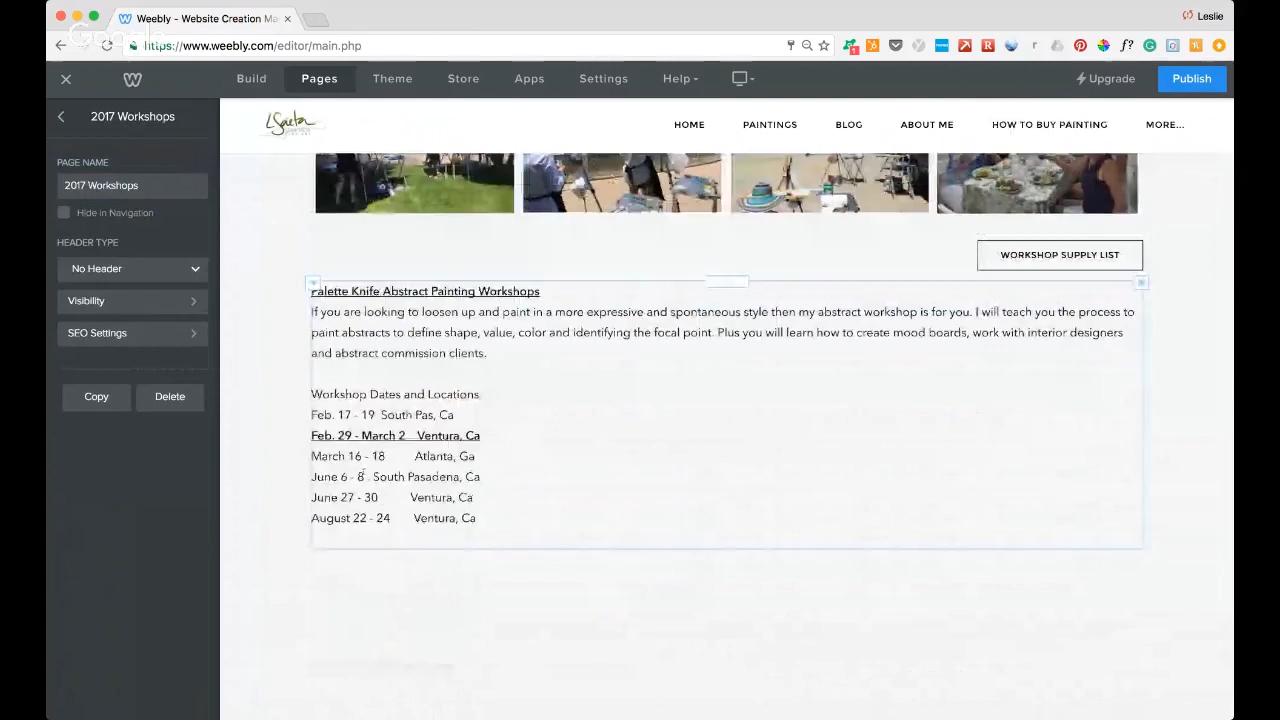 Weebly - Website Creation Ma
Leslie
https://www.weebly.com/editor/main.php
Build
Pages
Theme
Store
Apps
Settings
Help
Upgrade
Publish
2017 Workshops
HOME
PAINTINGS
BLOG
ABOUT ME
HOW TO BUY PAINTING
MORE...
PAGE NAME
2017 Workshops
Hide in Navigation
HEADER TYPE
No Header
Visibility
SEO Settings
Copy
Delete
WORKSHOP SUPPLY LIST
Palette Knife Abstract Painting Workshops
If you are looking to loosen up and paint in a more expressive and spontaneous style then my abstract workshop is for you. I will teach you the process to
paint abstracts to define shape, value, color and identifying the focal point. Plus you will learn how to create mood boards, work with interior designers
and abstract commission clients.
Workshop Dates and Locations
Feb. 17 - 19 South Pas, Ca
Feb. 29 - March 2 Ventura, Ca
March 16 - 18 Atlanta, Ga
June 6 - 8 South Pasadena, Ca
June 27 - 30 Ventura, Ca
August 22 - 24 Ventura, Ca